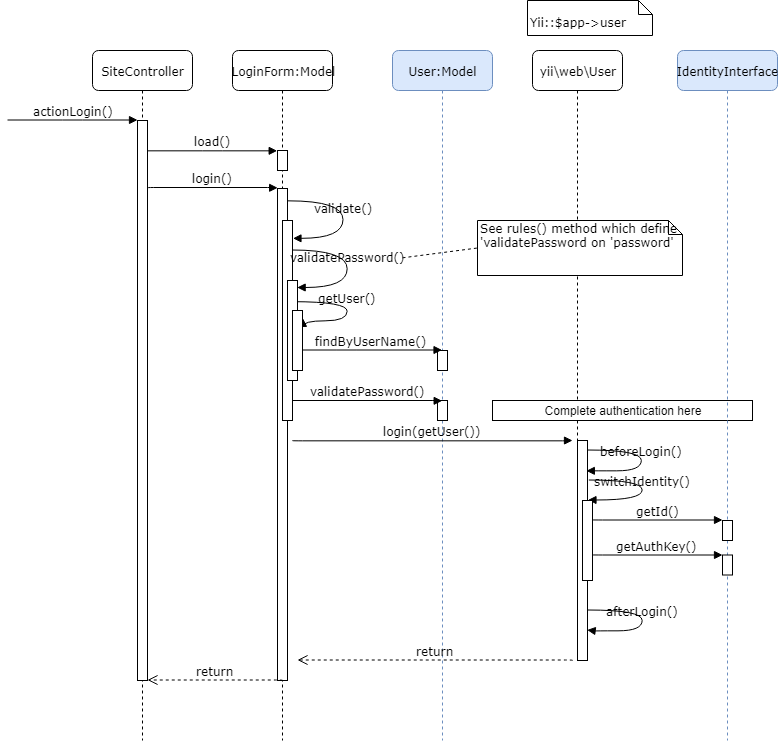 Yii::$app->user
SiteController
LoginForm:Model
User:Model
yii\web\User
IdentityInterface
actionLogin()
load()
login()
validate()
See rules() method which define
'validatePassword on 'password'
validatePassword()
getUser()
findByUserName()
validatePassword()
Complete authentication here
login(getUser())
beforeLogin()
switchIdentity()
getId()
getAuthKey()
afterLogin()
return
return